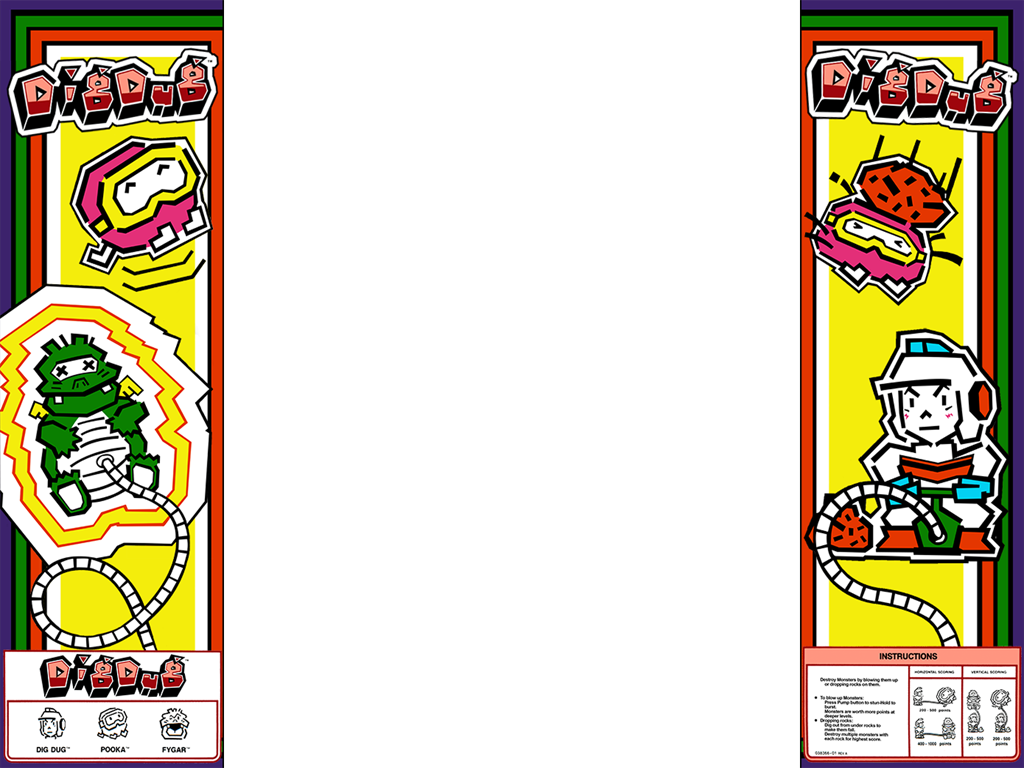 DigDug™
DigDug™
DigDug™
DIG DUG™
POOKA™
FYGAR™
INSTRUCTIONS
Destroy Monsters by blowing them up
or dropping rocks on them.
● To blow up Monsters:
Press Pump button to stun-Hold to
burst.
Monsters are worth more points at
deeper levels.
● Dropping rocks:
Dig out from under rocks to
make them fall.
Destroy multiple monsters with
each rock for highest score.
HORIZONTAL SCORING
200 - 500 points
400 - 1000 points
VERTICAL SCORING
200 - 500
points
200 - 500
points